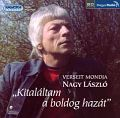 VERSEIT MONDJA
NAGY LÁSZLÓ
„Kitaláltam
a boldog hazát”